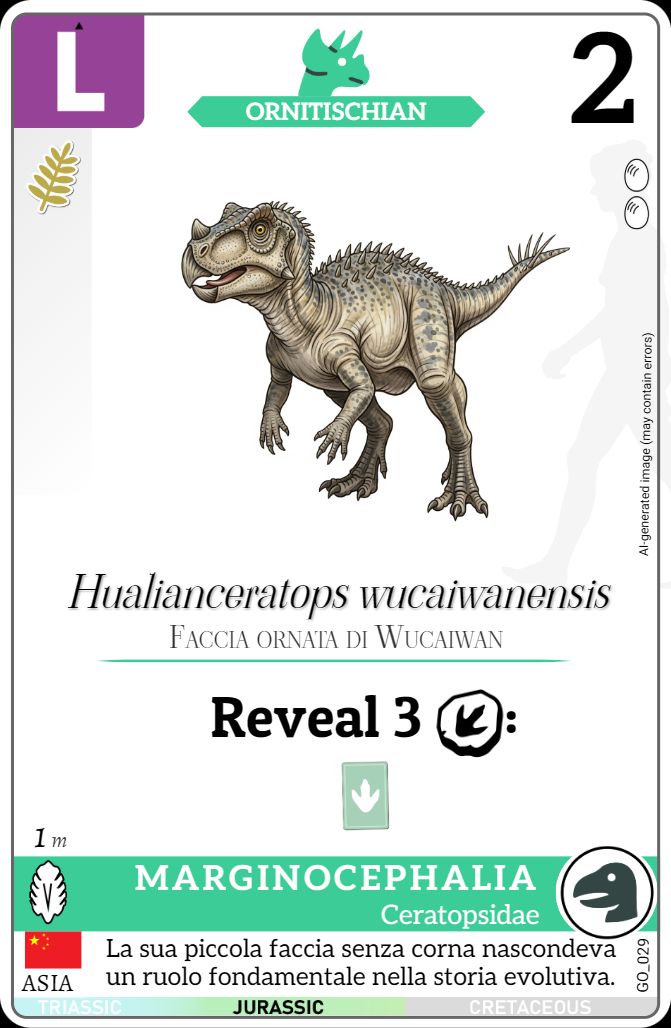 L
ORNITISCHIAN
2
AI-generated image (may contain errors)
Hualianceratops wucaiwanensis
FACCIA ORNATA DI WUCAIWAN
Reveal 3 :
1 m
MARGINOCEPHALIA
Ceratopsidae
La sua piccola faccia senza corna nascondeva
un ruolo fondamentale nella storia evolutiva.
ASIA
GO_029
TRIASSIC JURASSIC CRETACEOUS